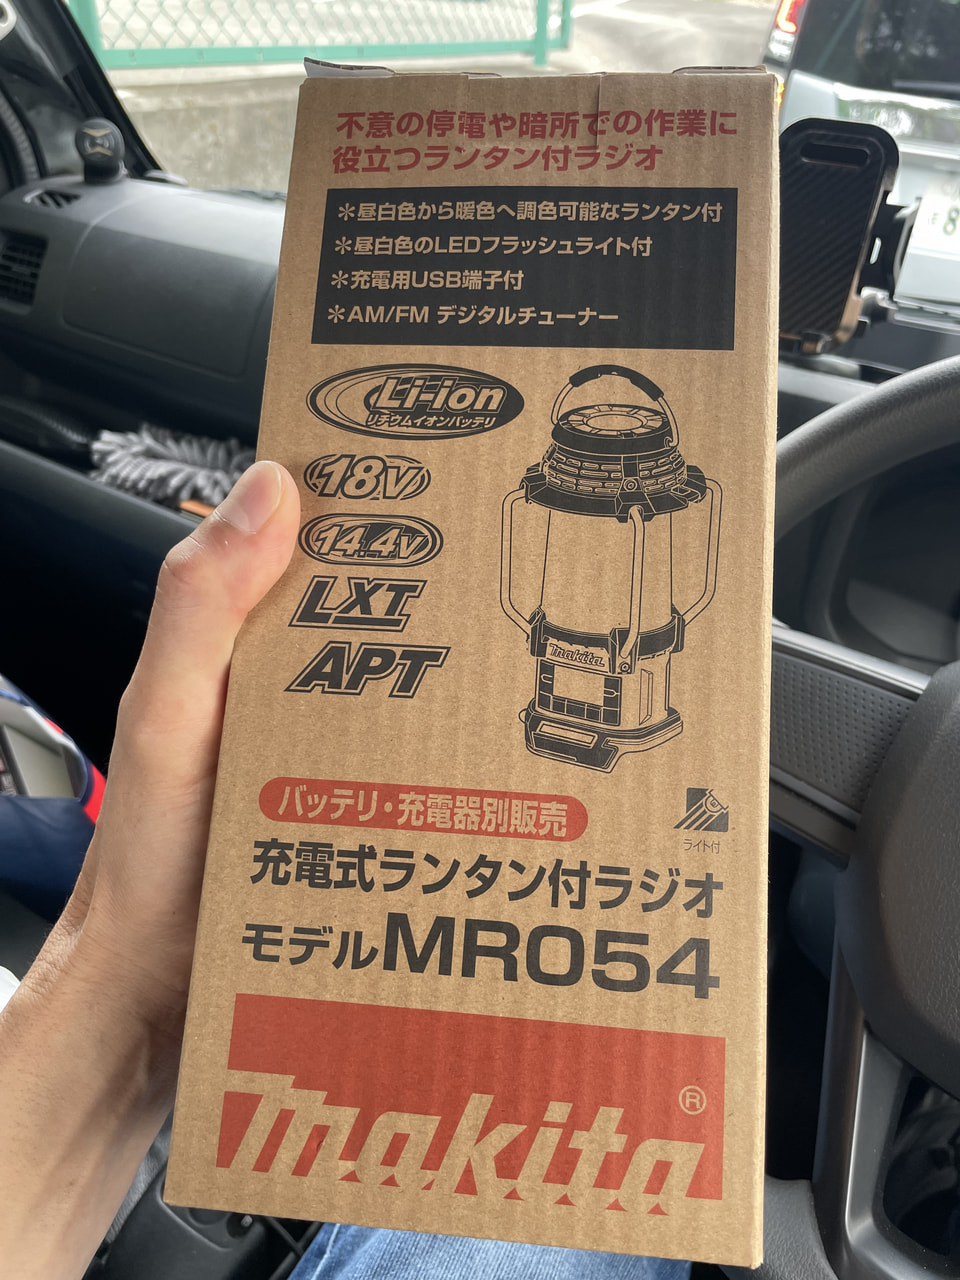 不意の停電や暗所での作業に
役立つランタン付ラジオ
＊昼白色から暖色へ調色可能なランタン付
＊昼白色のLEDフラッシュライト付
＊充電用USB端子付
＊AM/FM デジタルチューナー
Li-ion
リチウムイオンバッテリ
18V
14.4V
LXT
APT
makita
バッテリ・充電器別販売
ライト付
充電式ランタン付ラジオ
モデルMR054
makita®
8